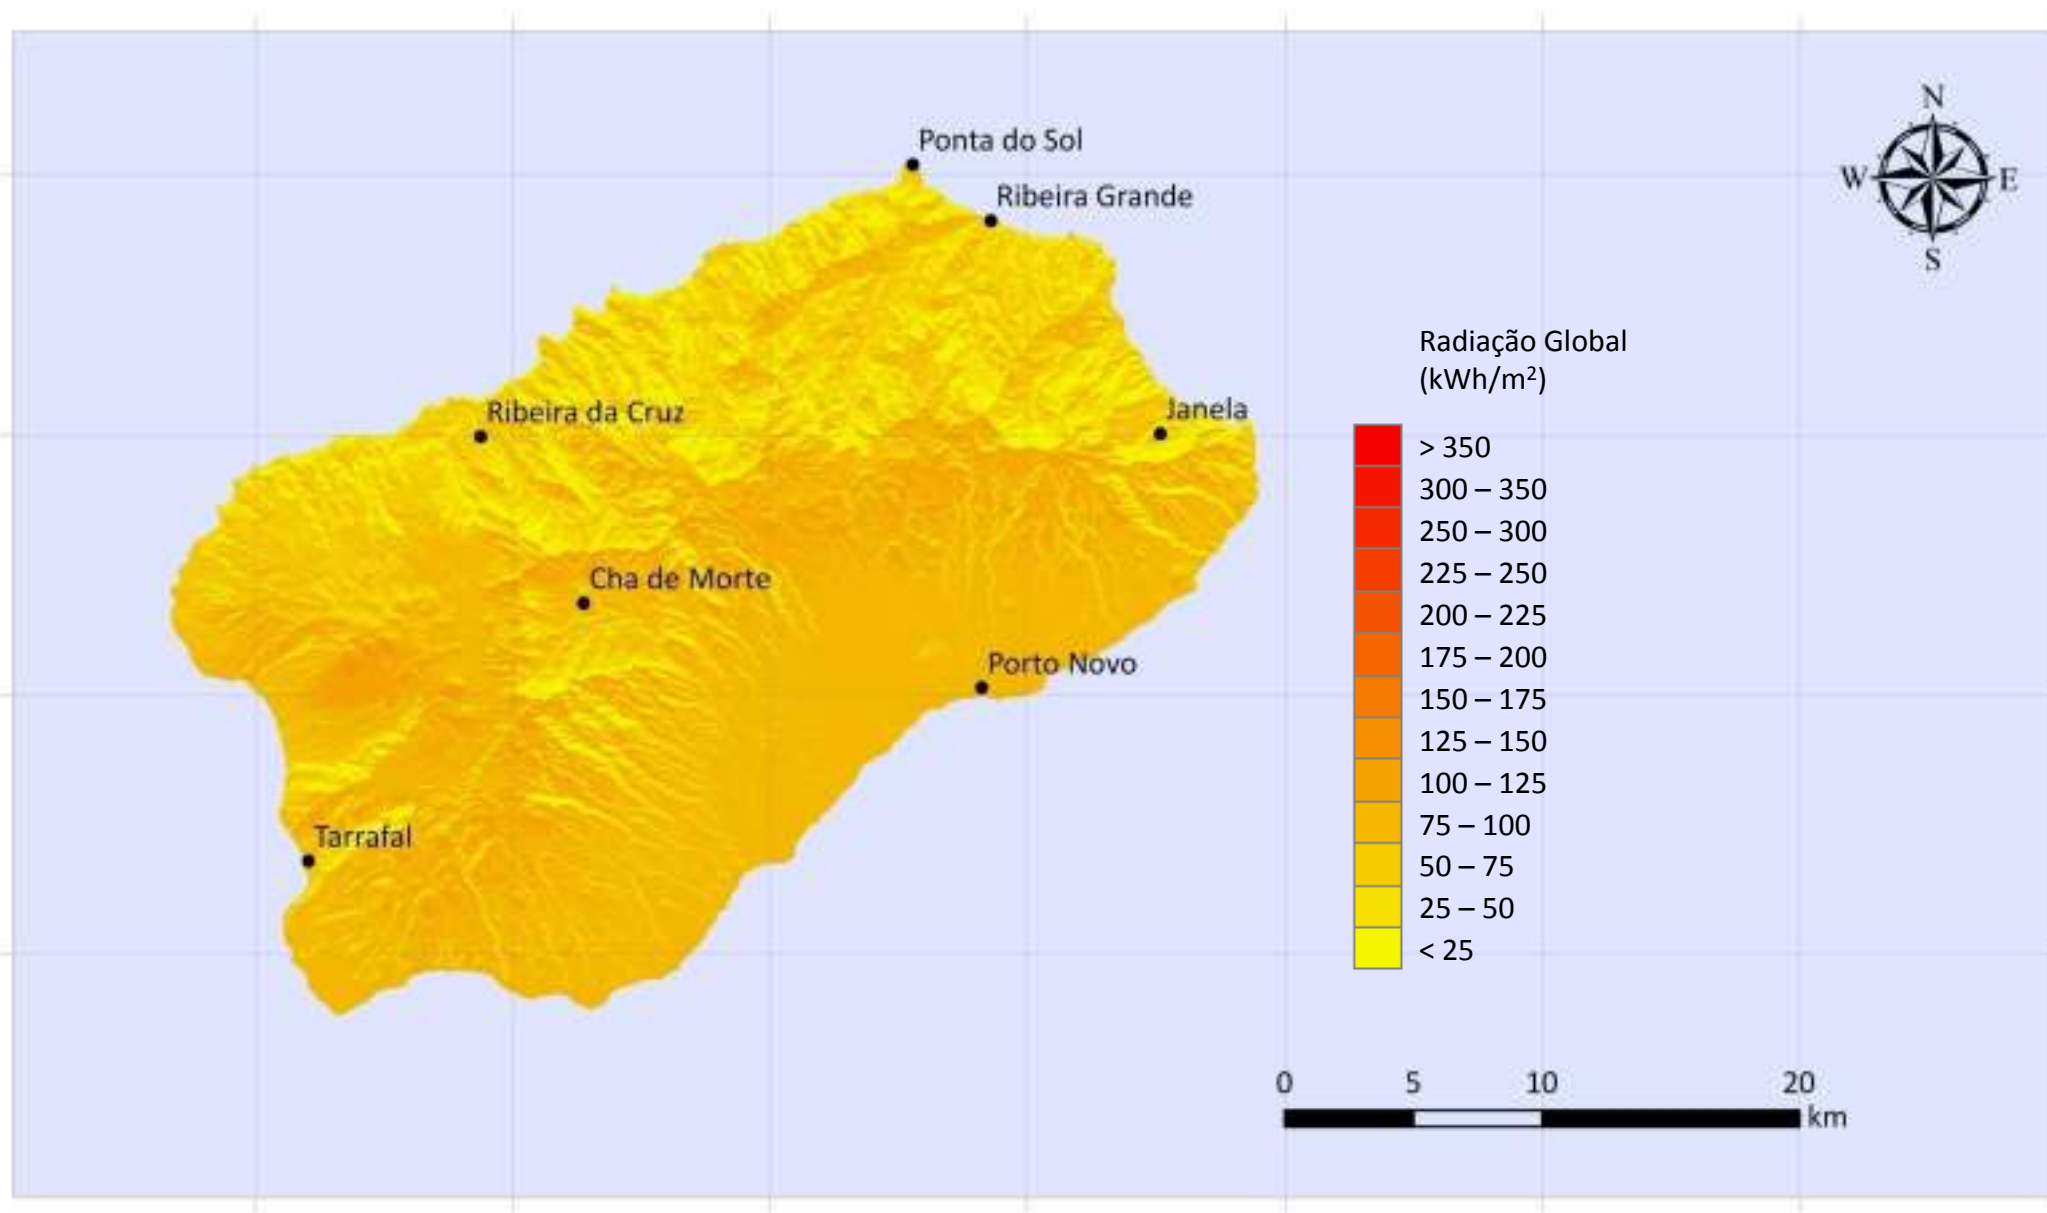 N
Ponta do Sol
W
E
Ribeira Grande
S
Radiação Global
(kWh/m²)
Ribeira da Cruz
Janela
> 350
300 – 350
250 – 300
Cha de Morte
225 – 250
200 – 225
Porto Novo
175 – 200
150 – 175
125 – 150
100 – 125
Tarrafal
75 – 100
50 – 75
25 – 50
< 25
0 5 10 20
km